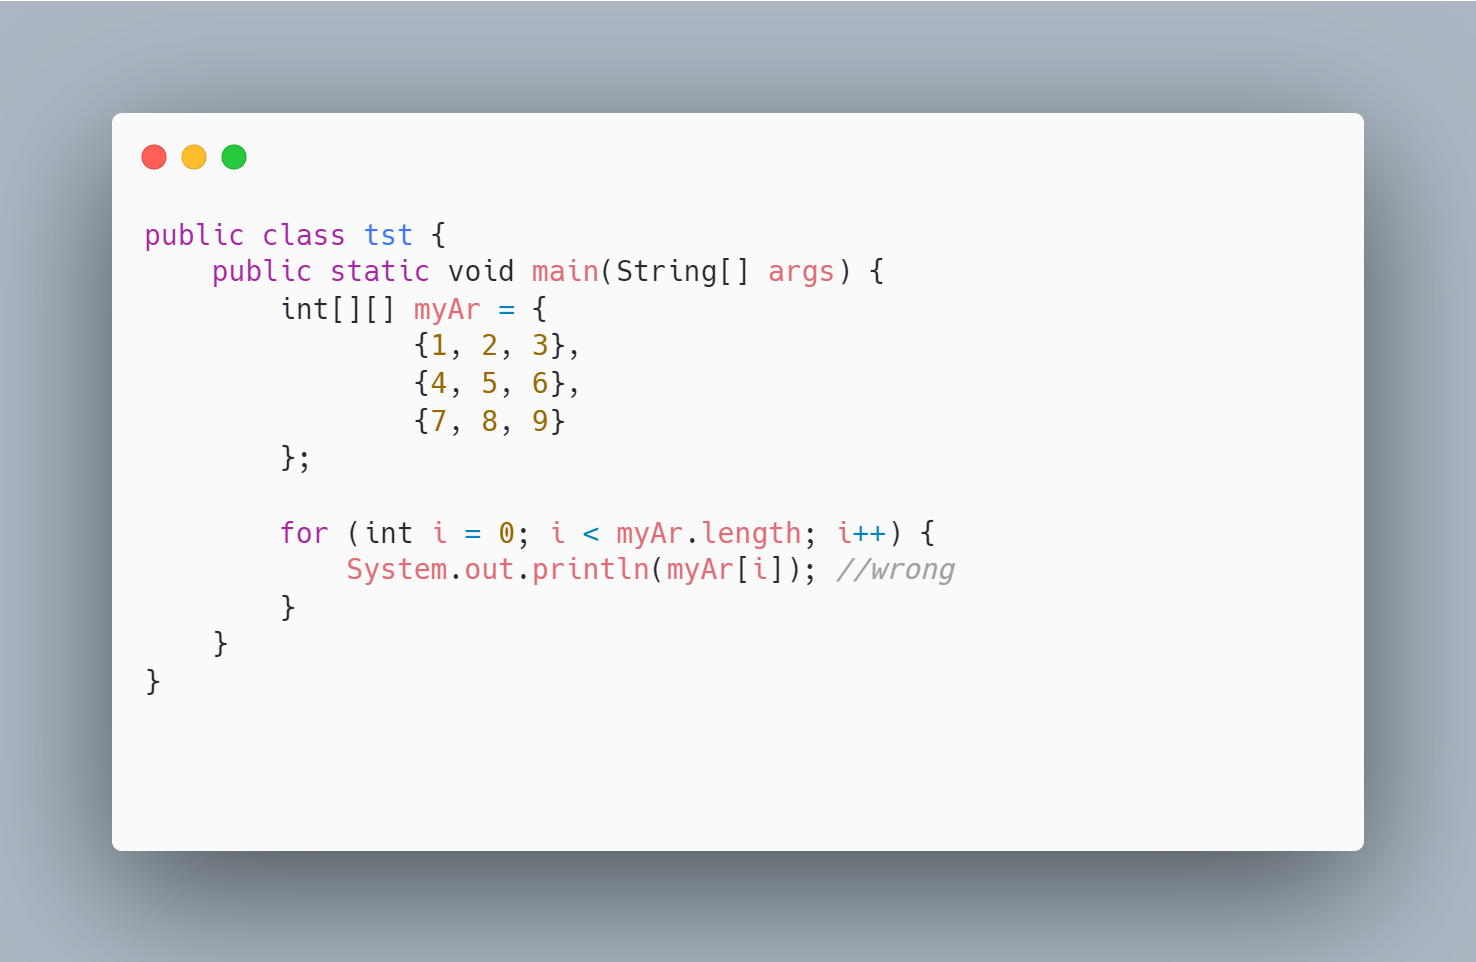 public class tst {
    public static void main(String[] args) {
        int[][] myAr = {
                {1, 2, 3},
                {4, 5, 6},
                {7, 8, 9}
        };

        for (int i = 0; i < myAr.length; i++) {
            System.out.println(myAr[i]); //wrong
        }
    }
}